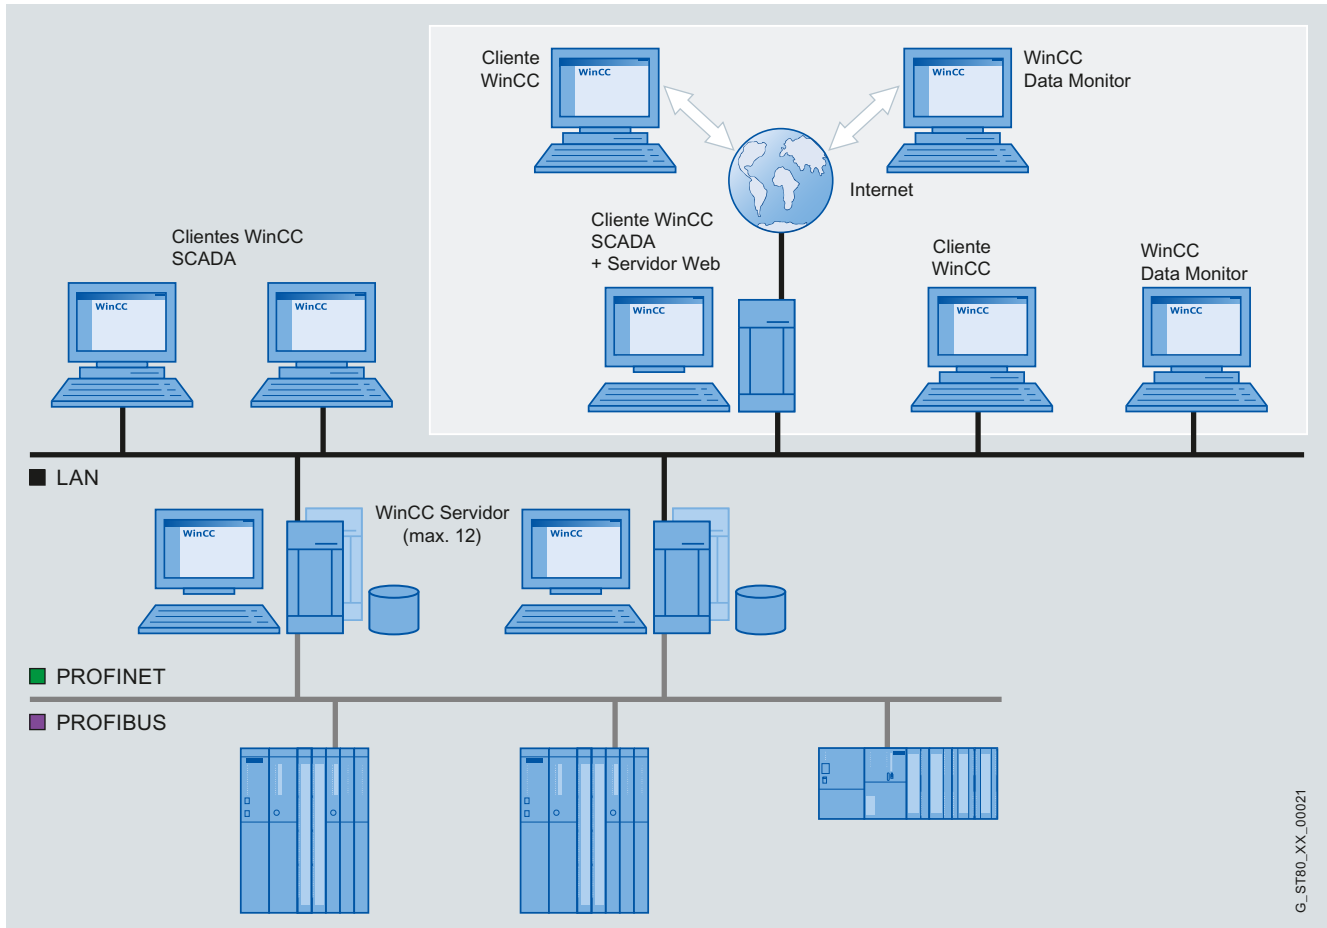 Cliente
WinCC
WinCC
WinCC
Data Monitor
WinCC
Internet
Clientes WinCC
SCADA
Cliente WinCC
SCADA
+ Servidor Web
Cliente
WinCC
WinCC
Data Monitor
WinCC
WinCC
WinCC
WinCC
WinCC
LAN
WinCC Servidor
(max. 12)
WinCC
WinCC
PROFINET
PROFIBUS
G_ST80_XX_00021